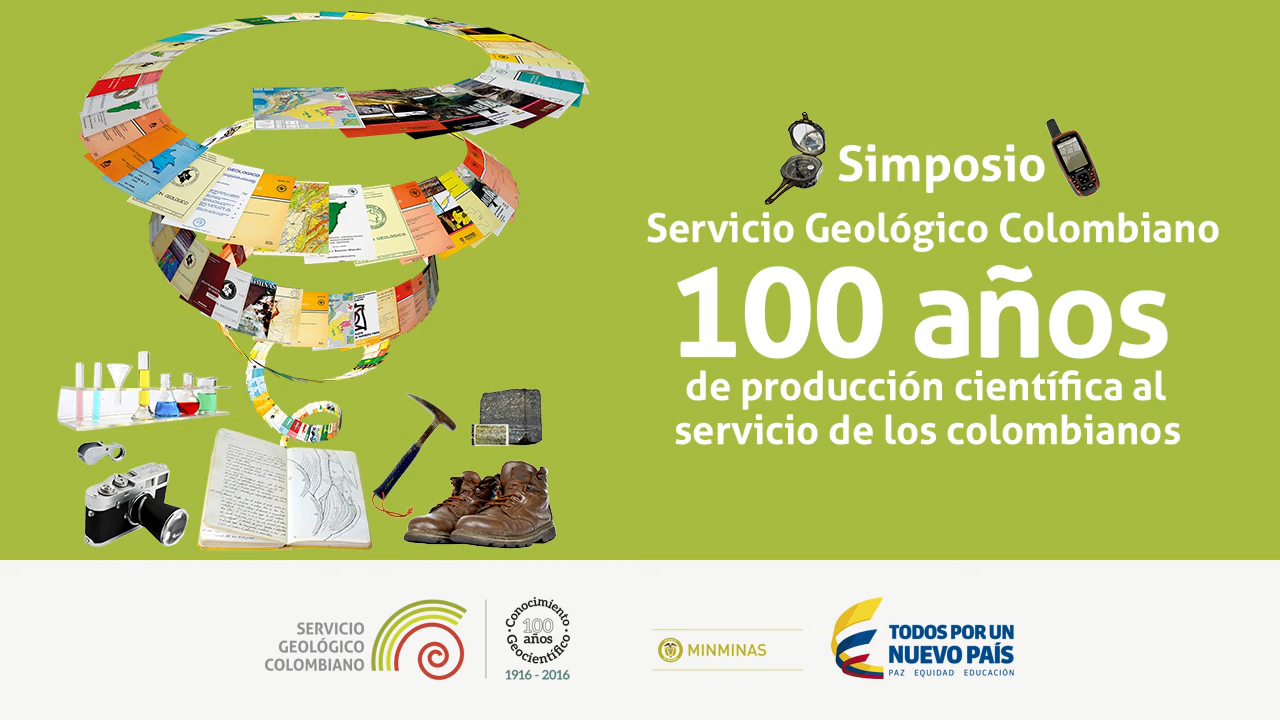 Simposio
Servicio Geológico Colombiano
100 años
de producción científica al
servicio de los colombianos
SERVICIO
GEOLÓGICO
COLOMBIANO
Conocimiento
100
años
Geocientífico
1916 - 2016
MINMINAS
TODOS POR UN
NUEVO PAÍS
PAZ EQUIDAD EDUCACIÓN